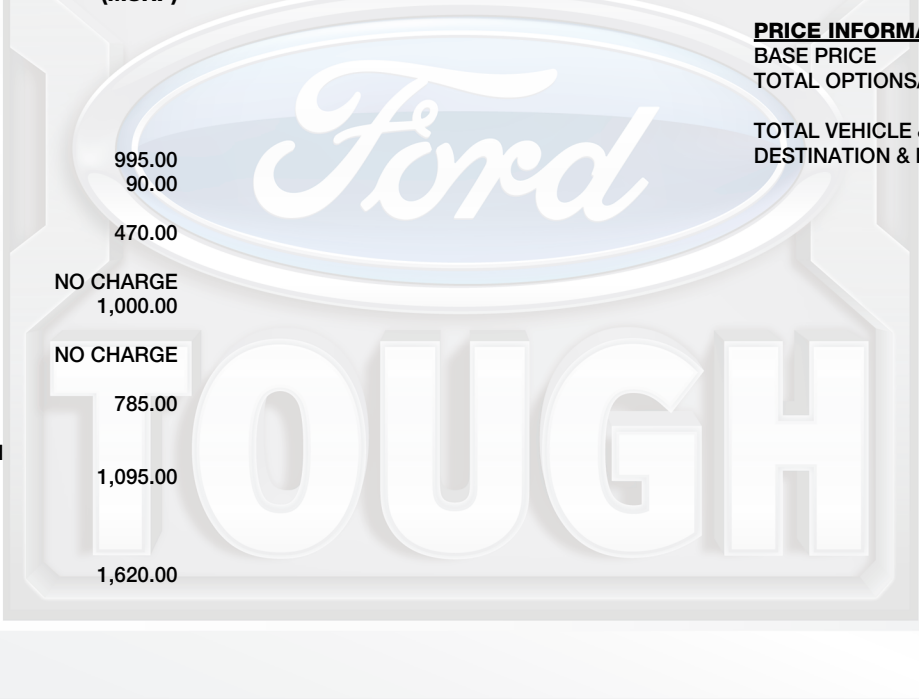 PRICE INFORMA
BASE PRICE
TOTAL OPTIONS
TOTAL VEHICLE
DESTINATION &
995.00
90.00
470.00
NO CHARGE
1,000.00
NO CHARGE
785.00
1,095.00
1,620.00
Ford
TOUGH